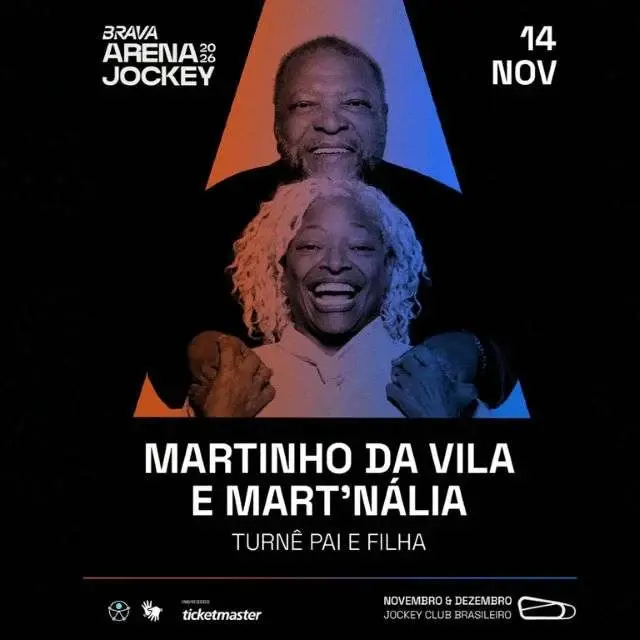 BRAVA
ARENA 20
JOCKEY 26
14
NOV
MARTINHO DA VILA
E MART'NÁLIA
TURNÊ PAI E FILHA
INGRESSOS
ticketmaster
NOVEMBRO & DEZEMBRO
JOCKEY CLUB BRASILEIRO